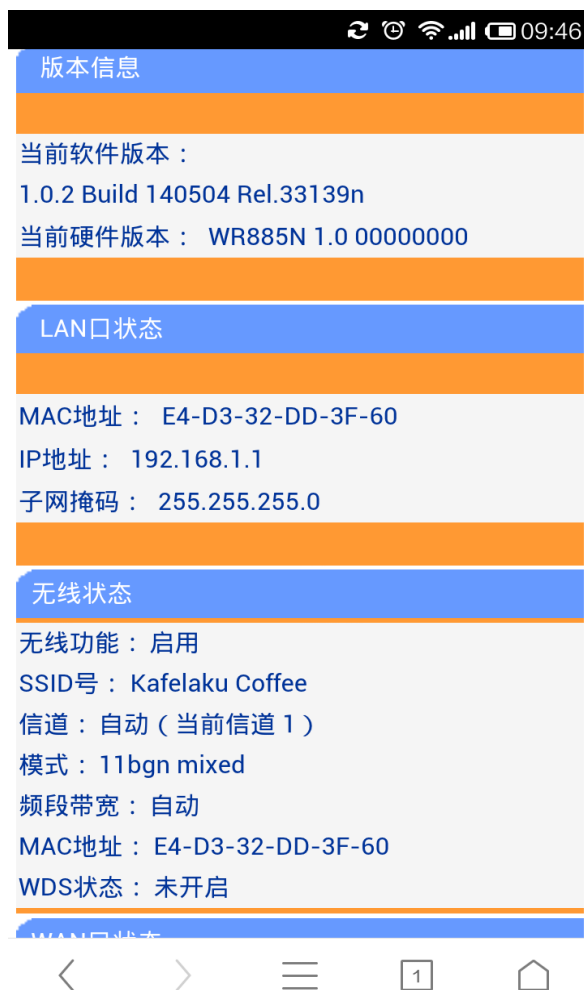 09:46
版本信息
当前软件版本：
1.0.2 Build 140504 Rel.33139n
当前硬件版本： WR885N 1.0 00000000
LAN口状态
MAC地址： E4-D3-32-DD-3F-60
IP地址： 192.168.1.1
子网掩码： 255.255.255.0
无线状态
无线功能：启用
SSID号：Kafelaku Coffee
信道：自动（当前信道 1）
模式：11bgn mixed
频段带宽：自动
MAC地址：E4-D3-32-DD-3F-60
WDS状态：未开启
WAN口状态
1